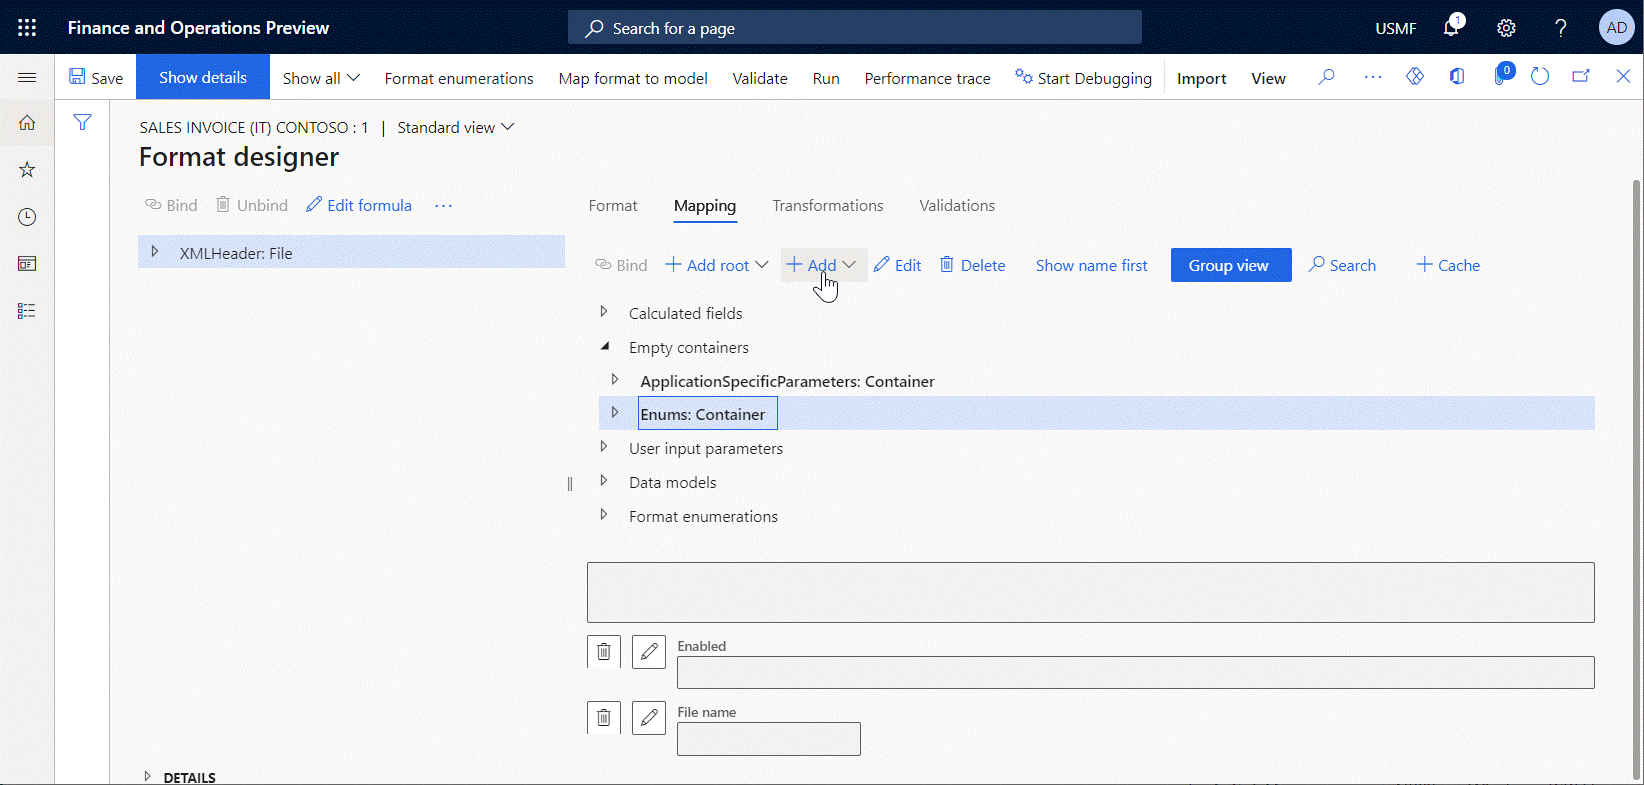 Finance and Operations Preview
Search for a page
USMF
1
?
AD
Save
Show details
Show all
Format enumerations
Map format to model
Validate
Run
Performance trace
Start Debugging
Import
View
0
SALES INVOICE (IT) CONTOSO : 1 | Standard view
Format designer
Bind
Unbind
Edit formula
XMLHeader: File
Format
Mapping
Transformations
Validations
Bind
Add root
Add
Edit
Delete
Show name first
Group view
Search
Cache
Calculated fields
Empty containers
ApplicationSpecificParameters: Container
Enums: Container
User input parameters
Data models
Format enumerations
Enabled
File name
DETAILS